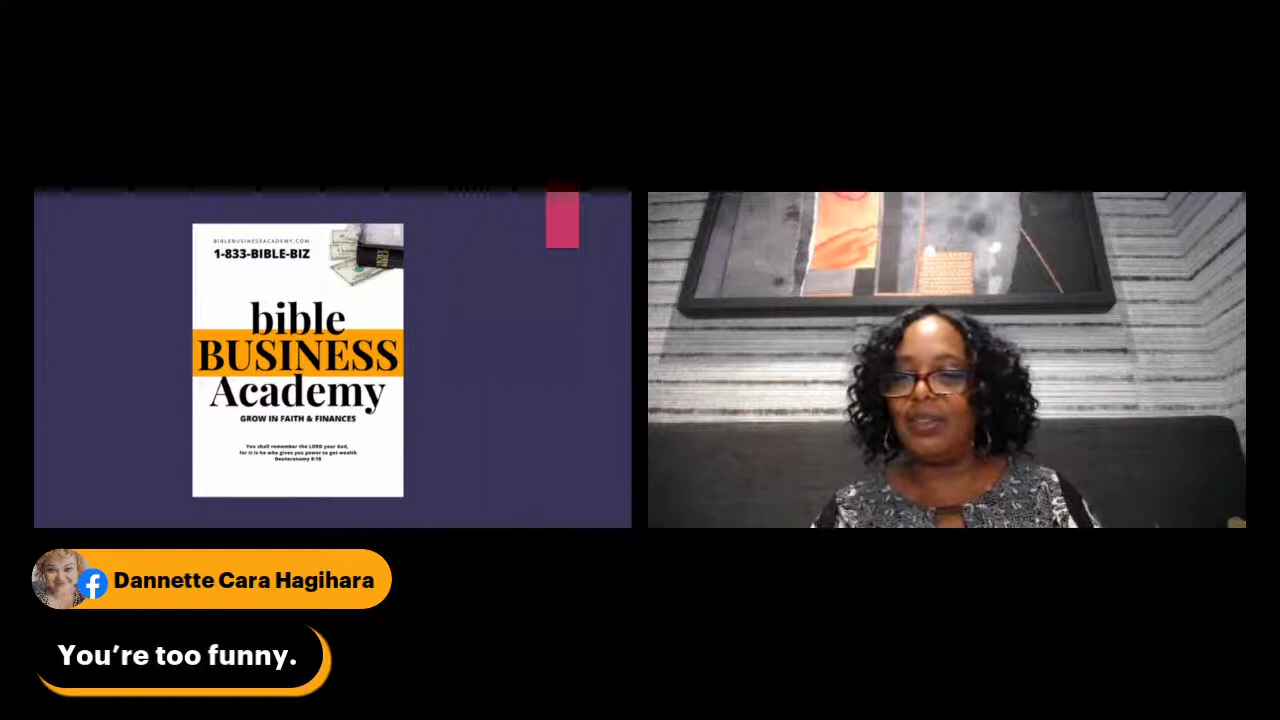 BIBLEBUSINESSACADEMY.COM
1-833-BIBLE-BIZ
bible
BUSINESS
Academy
GROW IN FAITH & FINANCES
You shall remember the LORD your God,
for it is he who gives you power to get wealth
Deuteronomy 8:18
Dannette Cara Hagihara
You’re too funny.